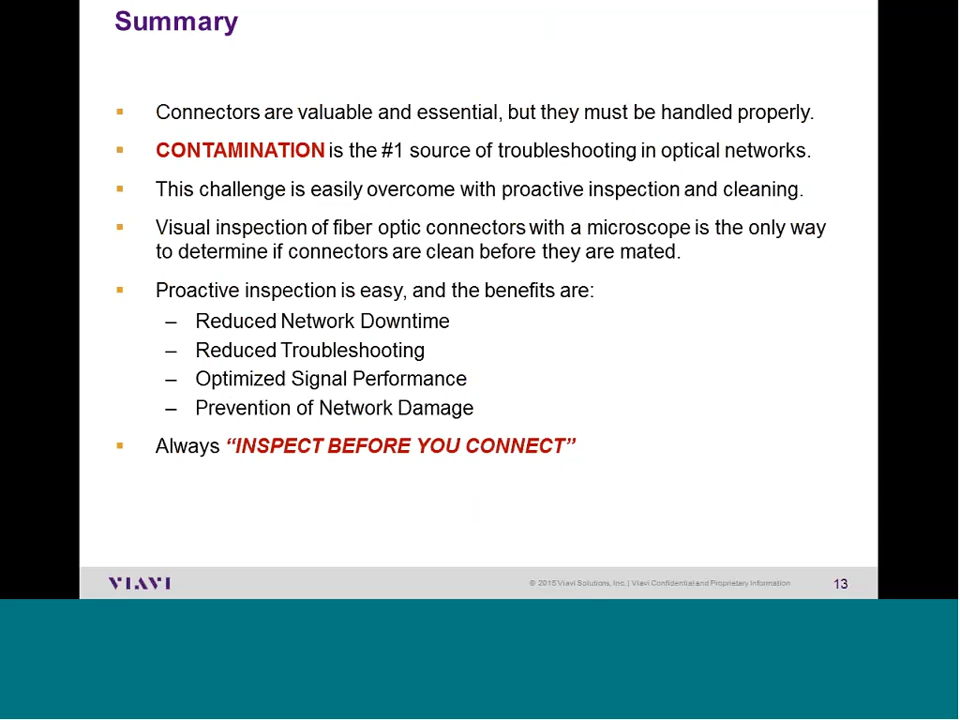 Summary
▪ Connectors are valuable and essential, but they must be handled properly.
▪ CONTAMINATION is the #1 source of troubleshooting in optical networks.
▪ This challenge is easily overcome with proactive inspection and cleaning.
▪ Visual inspection of fiber optic connectors with a microscope is the only way
to determine if connectors are clean before they are mated.
▪ Proactive inspection is easy, and the benefits are:
– Reduced Network Downtime
– Reduced Troubleshooting
– Optimized Signal Performance
– Prevention of Network Damage
▪ Always “INSPECT BEFORE YOU CONNECT”
VIAVI © 2015 Viavi Solutions, Inc. | Viavi Confidential and Proprietary Information 13